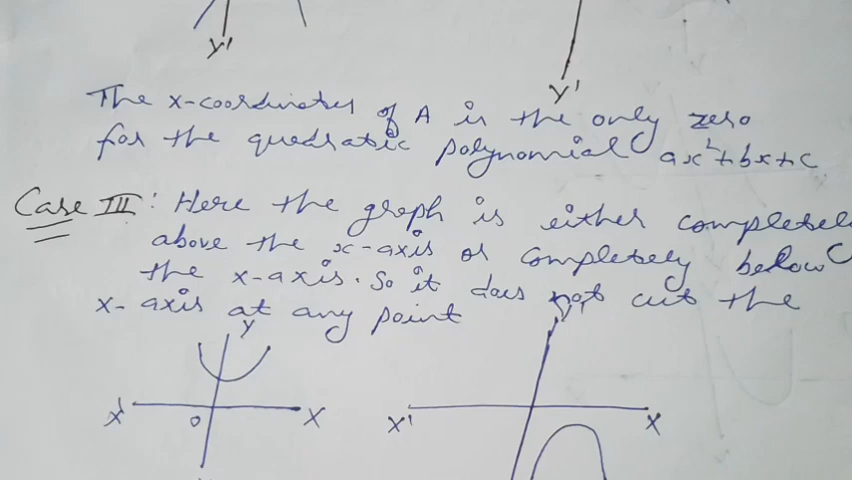 Y'
Y'
The x-coordinates of A is the only zero
for the quadratic polynomial ax²+bx+c
Case III: Here the graph is either completely
above the x-axis or completely below
the x-axis. So it does not cut the
x-axis at any point
Y
X'
O
X
X'
X